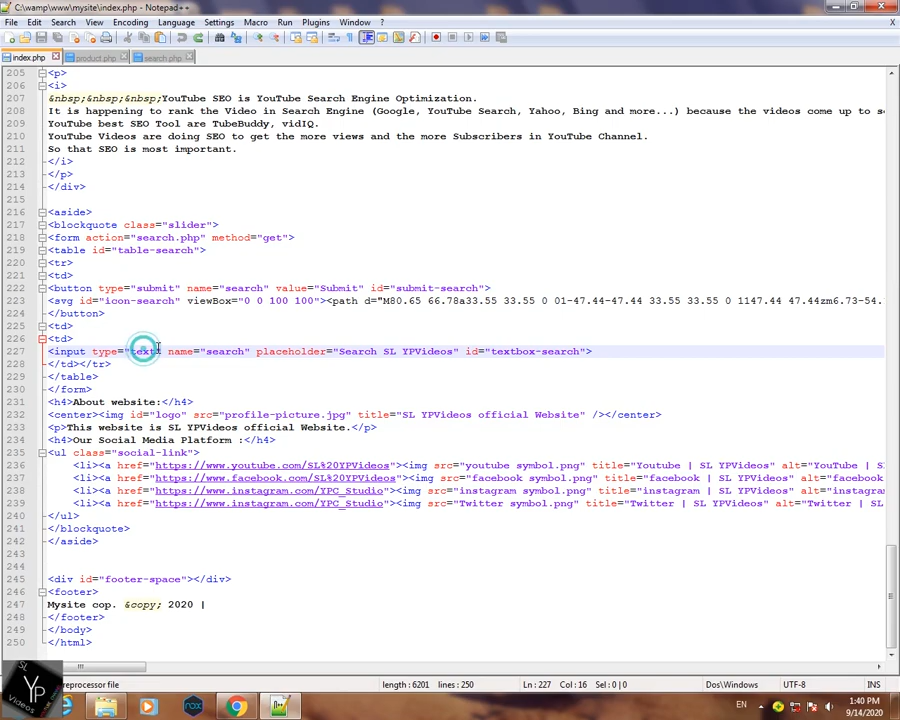 C:\wamp\www\mysite\index.php - Notepad++
File Edit Search View Encoding Language Settings Macro Run Plugins Window ?
index.php product.php search.php
205 <p>
206 <i>
207 &nbsp;&nbsp;&nbsp;YouTube SEO is YouTube Search Engine Optimization.
208 It is happening to rank the Video in Search Engine (Google, YouTube Search, Yahoo, Bing and more...) because the videos come up to s
209 YouTube best SEO Tool are TubeBuddy, vidIQ.
210 YouTube Videos are doing SEO to get the more views and the more Subscribers in YouTube Channel.
211 So that SEO is most important.
212 </i>
213 </p>
214 </div>
215
216 <aside>
217 <blockquote class="slider">
218 <form action="search.php" method="get">
219 <table id="table-search">
220 <tr>
221 <td>
222 <button type="submit" name="search" value="Submit" id="submit-search">
223 <svg id="icon-search" viewBox="0 0 100 100"><path d="M80.65 66.78a33.55 33.55 0 01-47.44-47.44 33.55 33.55 0 1147.44 47.44zm6.73-54.
224 </button>
225 <td>
226 <td>
227 <input type="text" name="search" placeholder="Search SL YPVideos" id="textbox-search">
228 </td></tr>
229 </table>
230 </form>
231 <h4>About website:</h4>
232 <center><img id="logo" src="profile-picture.jpg" title="SL YPVideos official Website" /></center>
233 <p>This website is SL YPVideos official Website.</p>
234 <h4>Our Social Media Platform :</h4>
235 <ul class="social-link">
236 <li><a href="https://www.youtube.com/SL%20YPVideos"><img src="youtube symbol.png" title="Youtube | SL YPVideos" alt="YouTube | S
237 <li><a href="https://www.facebook.com/SL%20YPVideos"><img src="facebook symbol.png" title="facebook | SL YPVideos" alt="facebook
238 <li><a href="https://www.instagram.com/YPC_Studio"><img src="instagram symbol.png" title="instagram | SL YPVideos" alt="instagra
239 <li><a href="https://www.instagram.com/YPC_Studio"><img src="Twitter symbol.png" title="Twitter | SL YPVideos" alt="Twitter | SL
240 </ul>
241 </blockquote>
242 </aside>
243
244
245 <div id="footer-space"></div>
246 <footer>
247 Mysite cop. &copy; 2020 |
248 </footer>
249 </body>
250 </html>
reprocessor file length : 6201 lines : 250 Ln : 227 Col : 16 Sel : 0 | 0 Dos\Windows UTF-8 INS
SL
YP
Videos
nox
EN
1:40 PM
9/14/2020